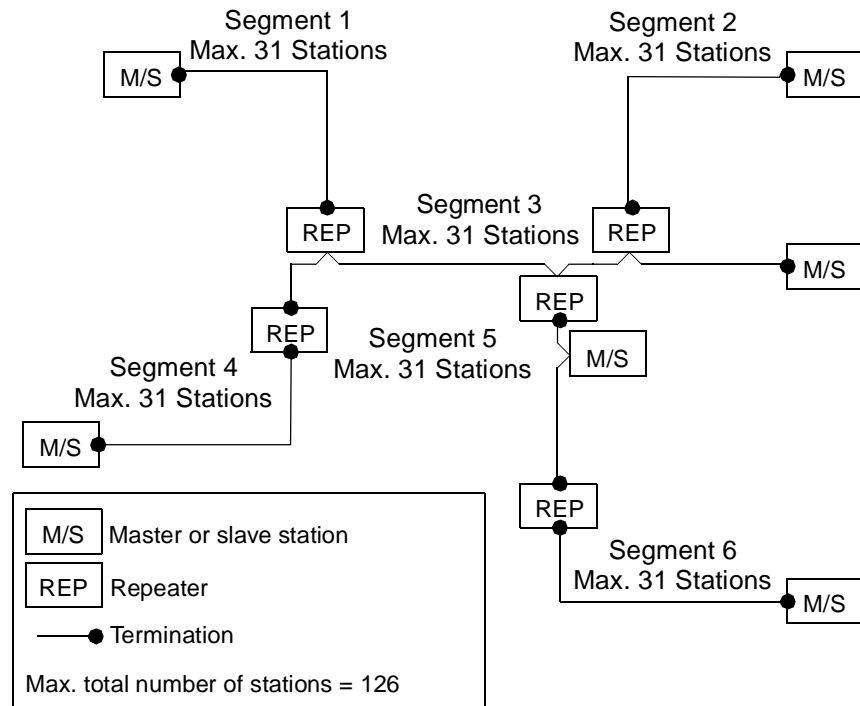 Segment 1
Max. 31 Stations
Segment 2
Max. 31 Stations
M/S
M/S
REP
Segment 3
Max. 31 Stations
REP
M/S
REP
REP
Segment 5
Max. 31 Stations
M/S
Segment 4
Max. 31 Stations
M/S
REP
Segment 6
Max. 31 Stations
M/S
M/S Master or slave station
REP Repeater
Termination
Max. total number of stations = 126